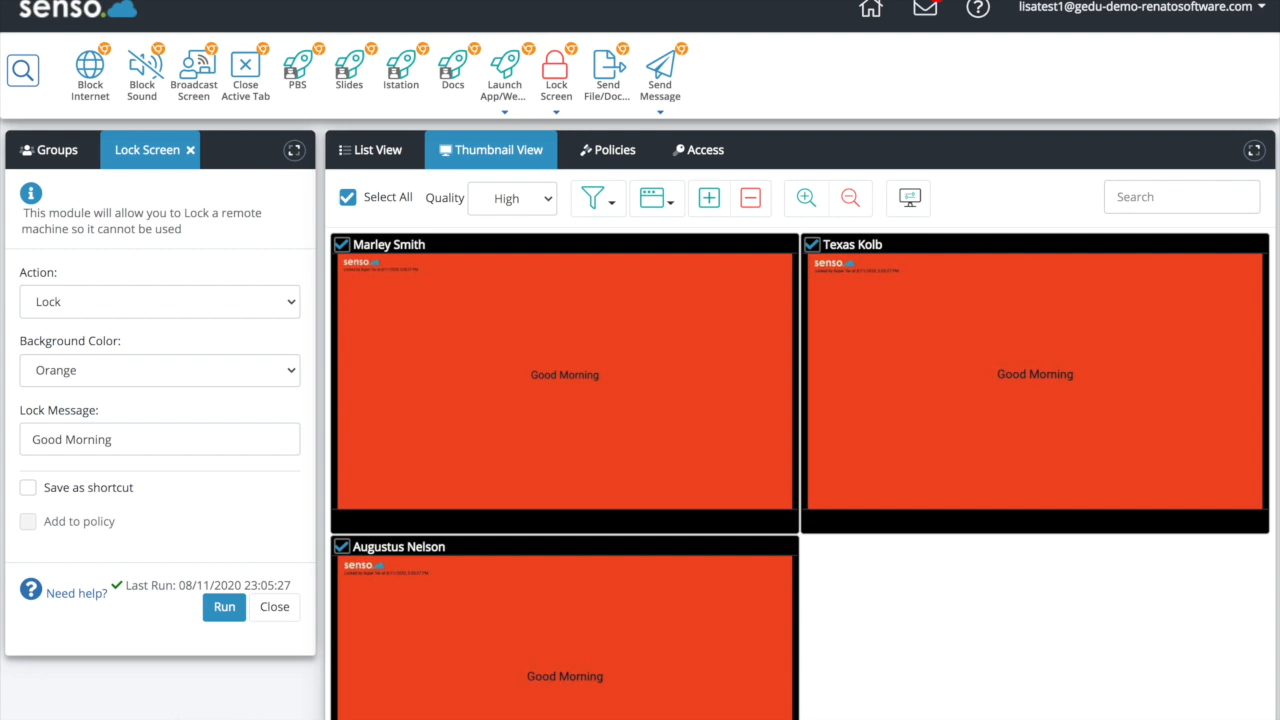 senso.
lisatest1@gedu-demo-renatosoftware.com
Block Internet
Block Sound
Broadcast Screen
Close Active Tab
PBS
Slides
Istation
Docs
Launch App/We...
Lock Screen
Send File/Doc...
Send Message
Groups
Lock Screen
List View
Thumbnail View
Policies
Access
This module will allow you to Lock a remote
machine so it cannot be used
Action:
Lock
Background Color:
Orange
Lock Message:
Good Morning
Save as shortcut
Add to policy
Need help?
Last Run: 08/11/2020 23:05:27
Run
Close
Select All
Quality
High
Search
Marley Smith
senso.
Good Morning
Texas Kolb
senso.
Good Morning
Augustus Nelson
senso.
Good Morning